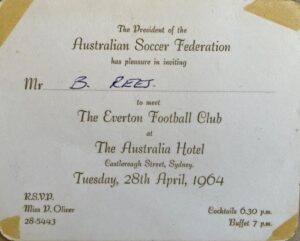 The President of the
Australian Soccer Federation
has pleasure in inviting
Mr B. REES.
to meet
The Everton Football Club
at
The Australia Hotel
Castlereagh Street, Sydney.
Tuesday, 28th April, 1964
R.S.V.P.
Miss P. Oliver
28-5443
Cocktails 6.30 p.m.
Buffet 7 p.m.